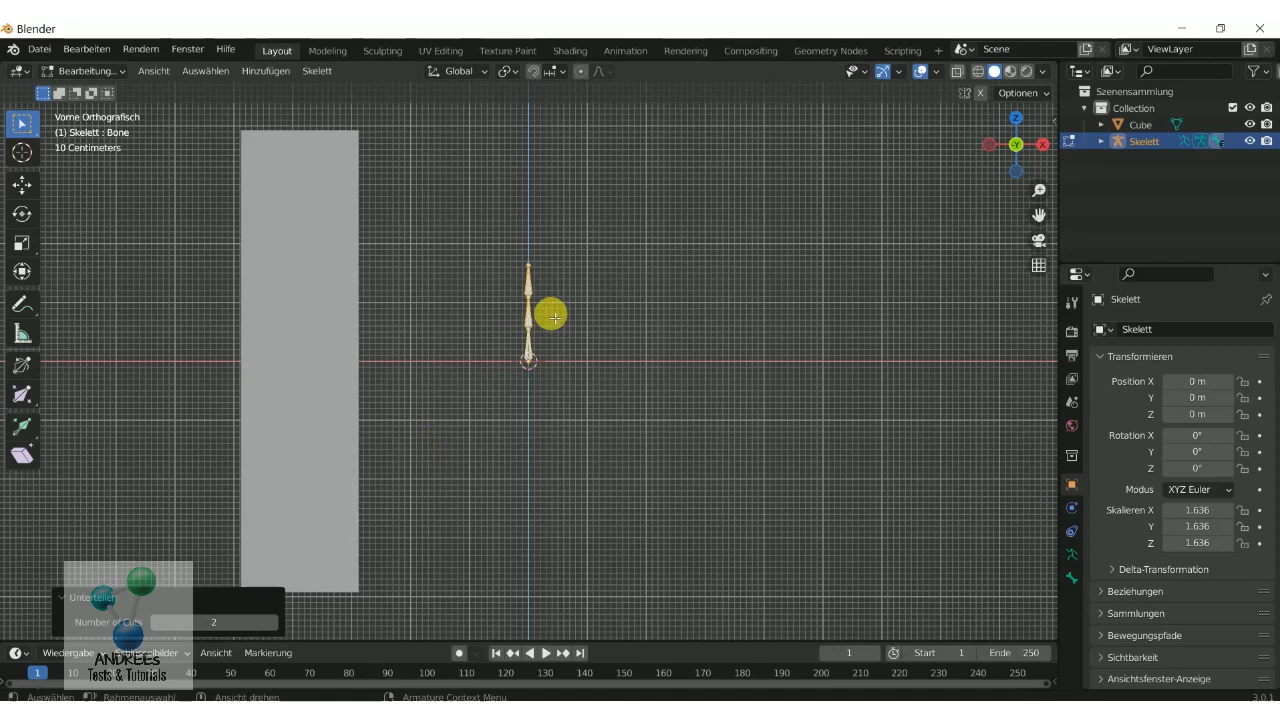 Blender
Datei Bearbeiten Rendern Fenster Hilfe Layout Modeling Sculpting UV Editing Texture Paint Shading Animation Rendering Compositing Geometry Nodes Scripting + Scene ViewLayer
Bearbeitung... Ansicht Auswählen Hinzufügen Skelett Global
X Optionen
Vorne Orthografisch
(1) Skelett : Bone
10 Centimeters
Z
-Y
X
Szenensammlung
Collection
Cube
Skelett
Skelett
Skelett
Transformieren
Position X 0 m
Y 0 m
Z 0 m
Rotation X 0°
Y 0°
Z 0°
Modus XYZ Euler
Skalieren X 1.636
Y 1.636
Z 1.636
Delta-Transformation
Beziehungen
Sammlungen
Bewegungspfade
Sichtbarkeit
Ansichtsfenster-Anzeige
Unterteilen
Number of Cuts 2
ANDREEs
Tests & Tutorials
Wiedergabe Ansicht Markierung 1 Start 1 Ende 250
1 10 40 50 60 70 80 90 100 110 120 130 140 150 160 170 180 190 200 210 220 230 240 250
Auswählen Rahmenauswahl Ansicht drehen Armature Context Menu 3.0.1